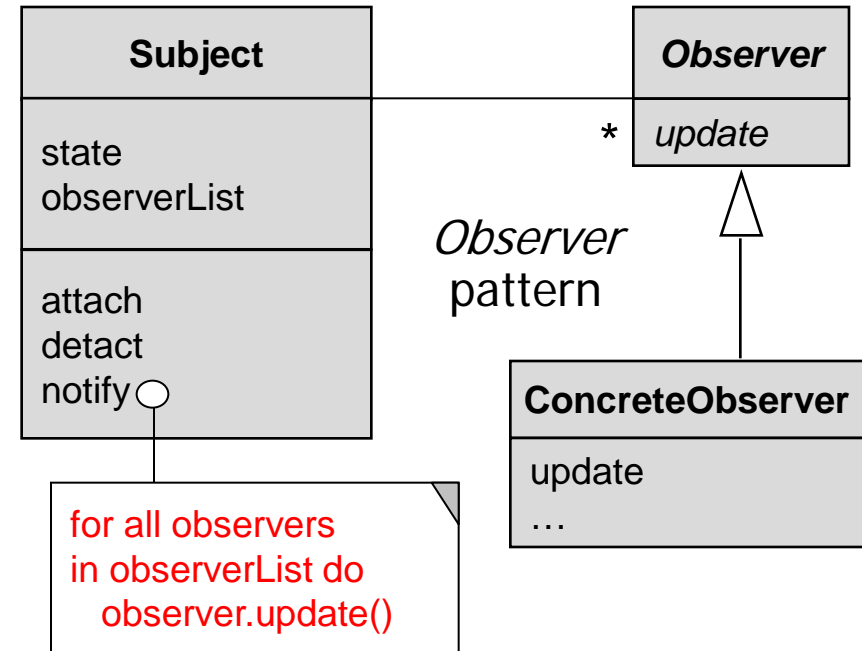 Subject
state
observerList
attach
detact
notify
for all observers
in observerList do
observer.update()
Observer
pattern
Observer
*
update
ConcreteObserver
update
…